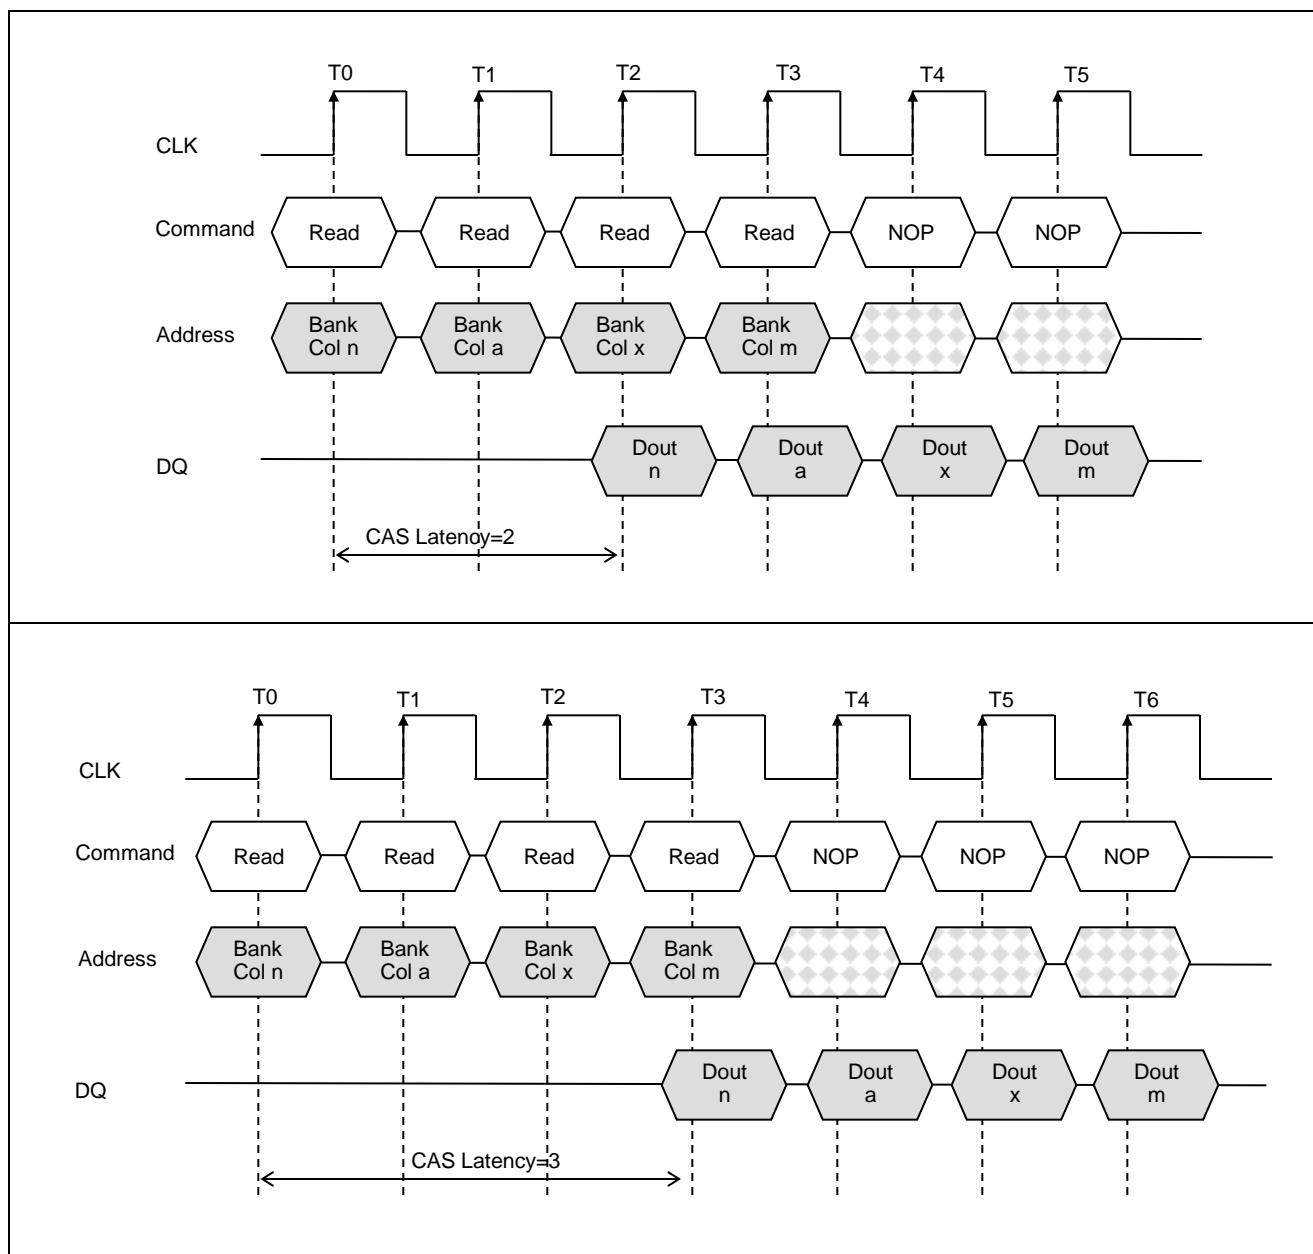 T0 T1 T2 T3 T4 T5
CLK
Command Read Read Read Read NOP NOP
Address
Bank Bank Bank Bank
Col n Col a Col x Col m
DQ
Dout Dout Dout Dout
n a x m
CAS Latency=2
T0 T1 T2 T3 T4 T5 T6
CLK
Command Read Read Read Read NOP NOP NOP
Address
Bank Bank Bank Bank
Col n Col a Col x Col m
DQ
Dout Dout Dout Dout
n a x m
CAS Latency=3